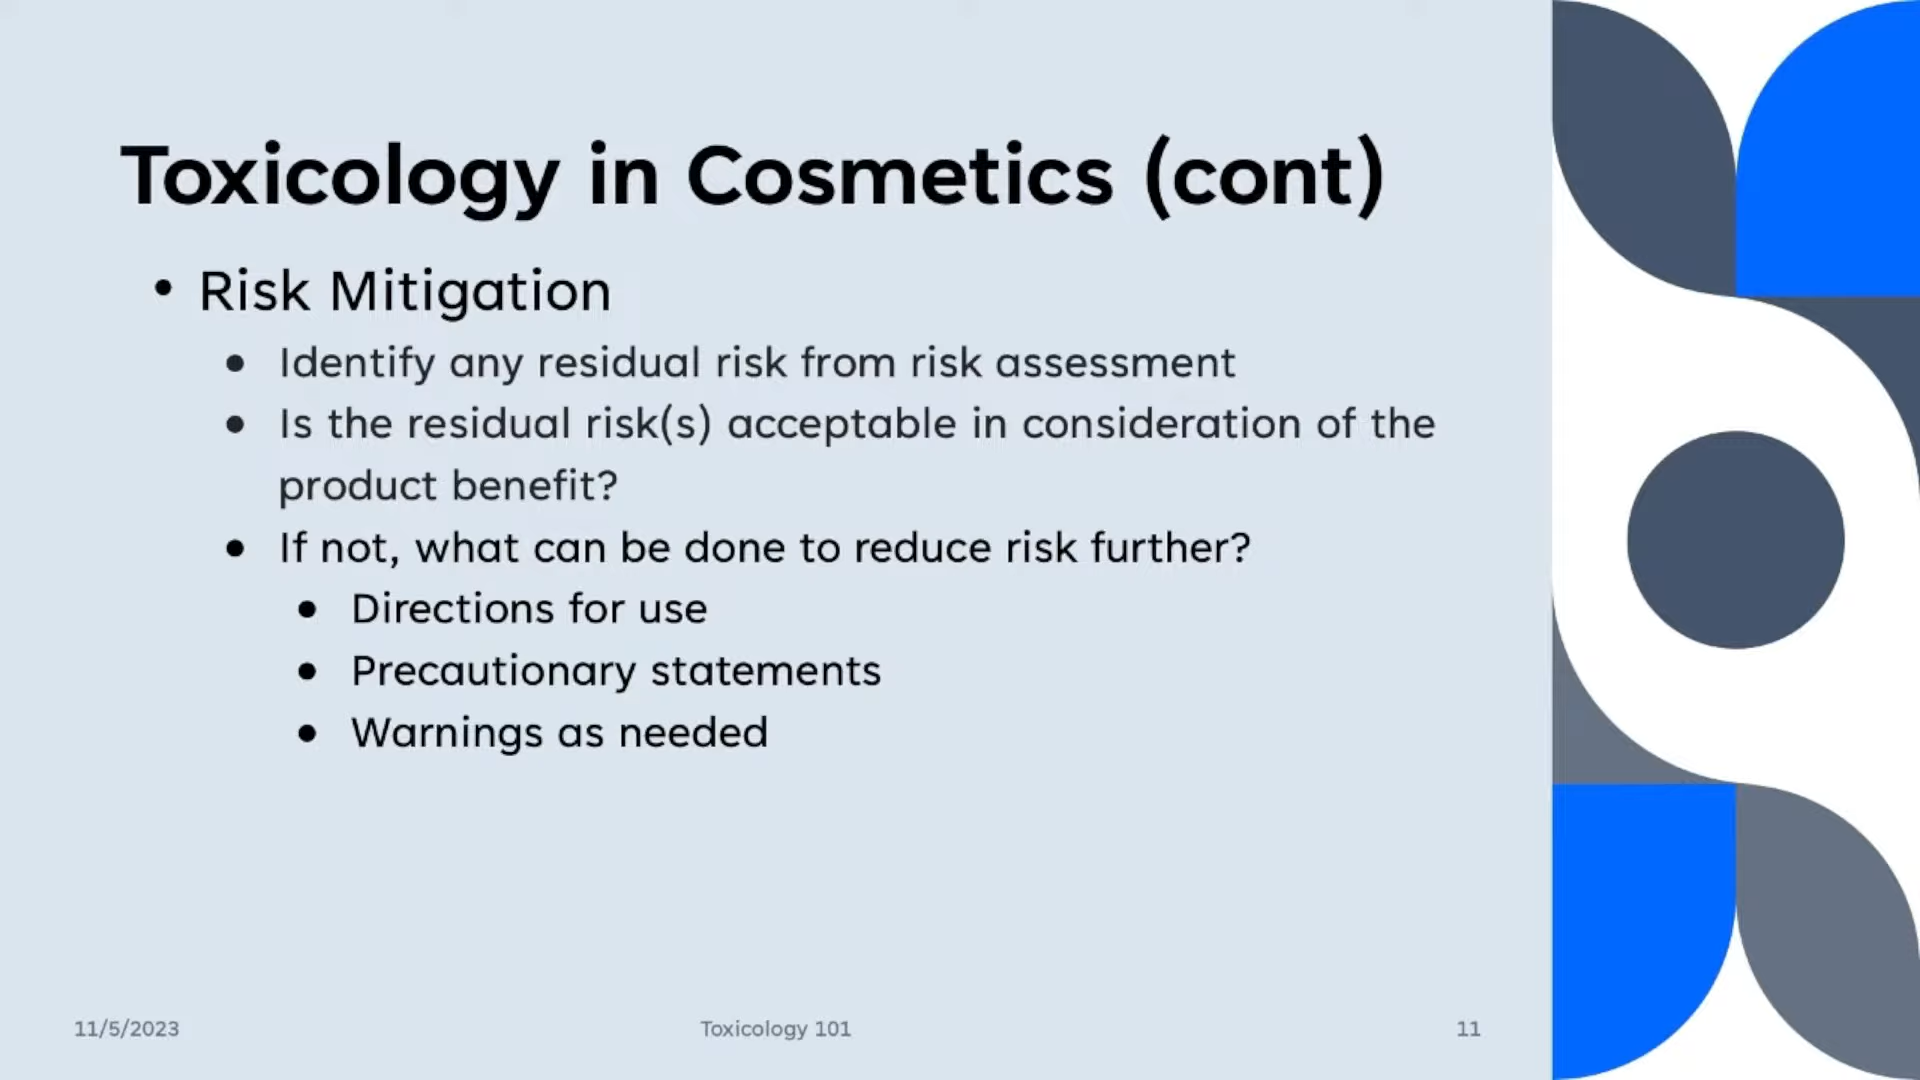 Toxicology in Cosmetics (cont)
• Risk Mitigation
• Identify any residual risk from risk assessment
• Is the residual risk(s) acceptable in consideration of the
product benefit?
• If not, what can be done to reduce risk further?
• Directions for use
• Precautionary statements
• Warnings as needed
11/5/2023
Toxicology 101
11